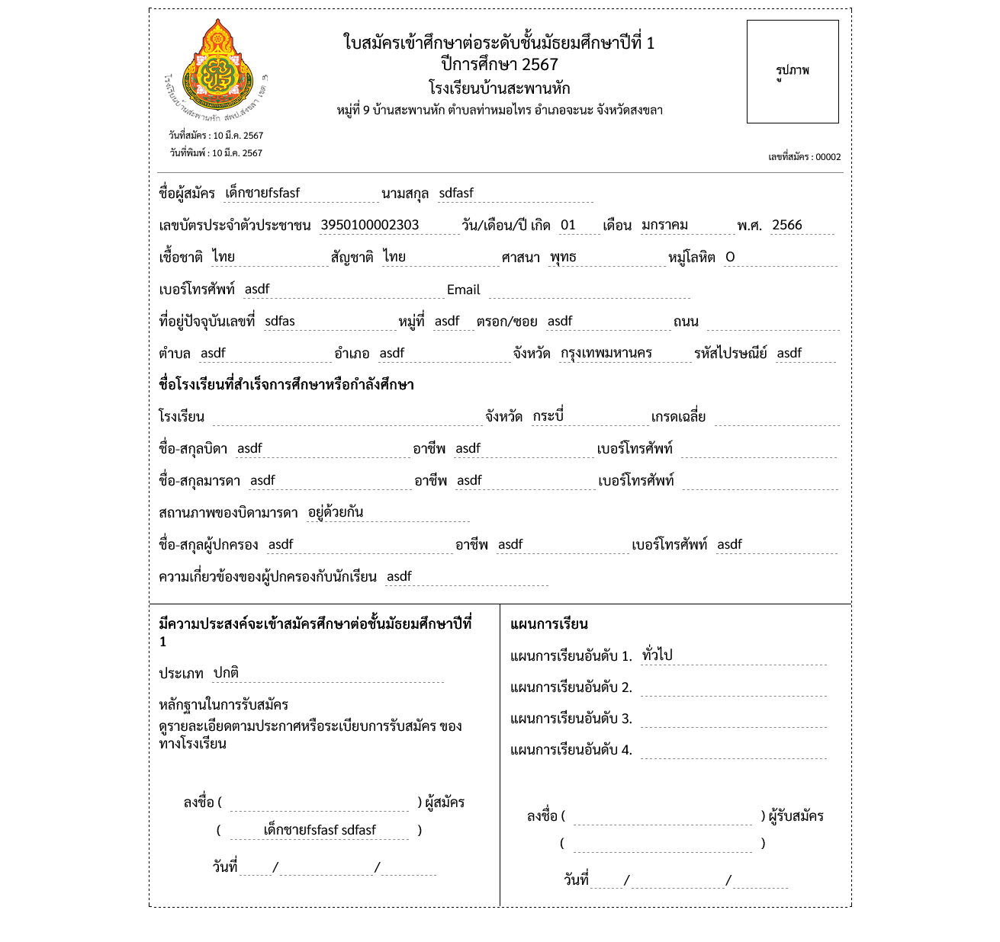 ใบสมัครเข้าศึกษาต่อระดับชั้นมัธยมศึกษาปีที่ 1
ปีการศึกษา 2567
โรงเรียนบ้านสะพานหัก
หมู่ที่ 9 บ้านสะพานหัก ตำบลท่าหมอไทร อำเภอจะนะ จังหวัดสงขลา
รูปภาพ
โรงเรียนบ้านสะพานหัก สพป.สงขลา เขต 3
วันที่สมัคร : 10 มี.ค. 2567
วันที่พิมพ์ : 10 มี.ค. 2567
เลขที่สมัคร : 00002
ชื่อผู้สมัคร เด็กชายfsfasf นามสกุล sdfasf
เลขบัตรประจำตัวประชาชน 3950100002303 วัน/เดือน/ปี เกิด 01 เดือน มกราคม พ.ศ. 2566
เชื้อชาติ ไทย สัญชาติ ไทย ศาสนา พุทธ หมู่โลหิต O
เบอร์โทรศัพท์ asdf Email
ที่อยู่ปัจจุบันเลขที่ sdfas หมู่ที่ asdf ตรอก/ซอย asdf ถนน
ตำบล asdf อำเภอ asdf จังหวัด กรุงเทพมหานคร รหัสไปรษณีย์ asdf
ชื่อโรงเรียนที่สำเร็จการศึกษาหรือกำลังศึกษา
โรงเรียน จังหวัด กระบี่ เกรดเฉลี่ย
ชื่อ-สกุลบิดา asdf อาชีพ asdf เบอร์โทรศัพท์
ชื่อ-สกุลมารดา asdf อาชีพ asdf เบอร์โทรศัพท์
สถานภาพของบิดามารดา อยู่ด้วยกัน
ชื่อ-สกุลผู้ปกครอง asdf อาชีพ asdf เบอร์โทรศัพท์ asdf
ความเกี่ยวข้องของผู้ปกครองกับนักเรียน asdf
มีความประสงค์จะเข้าสมัครศึกษาต่อชั้นมัธยมศึกษาปีที่
1
ประเภท ปกติ
หลักฐานในการรับสมัคร
ดูรายละเอียดตามประกาศหรือระเบียบการรับสมัคร ของ
ทางโรงเรียน
ลงชื่อ ( ) ผู้สมัคร
( เด็กชายfsfasf sdfasf )
วันที่ / /
แผนการเรียน
แผนการเรียนอันดับ 1. ทั่วไป
แผนการเรียนอันดับ 2.
แผนการเรียนอันดับ 3.
แผนการเรียนอันดับ 4.
ลงชื่อ ( ) ผู้รับสมัคร
( )
วันที่ / /